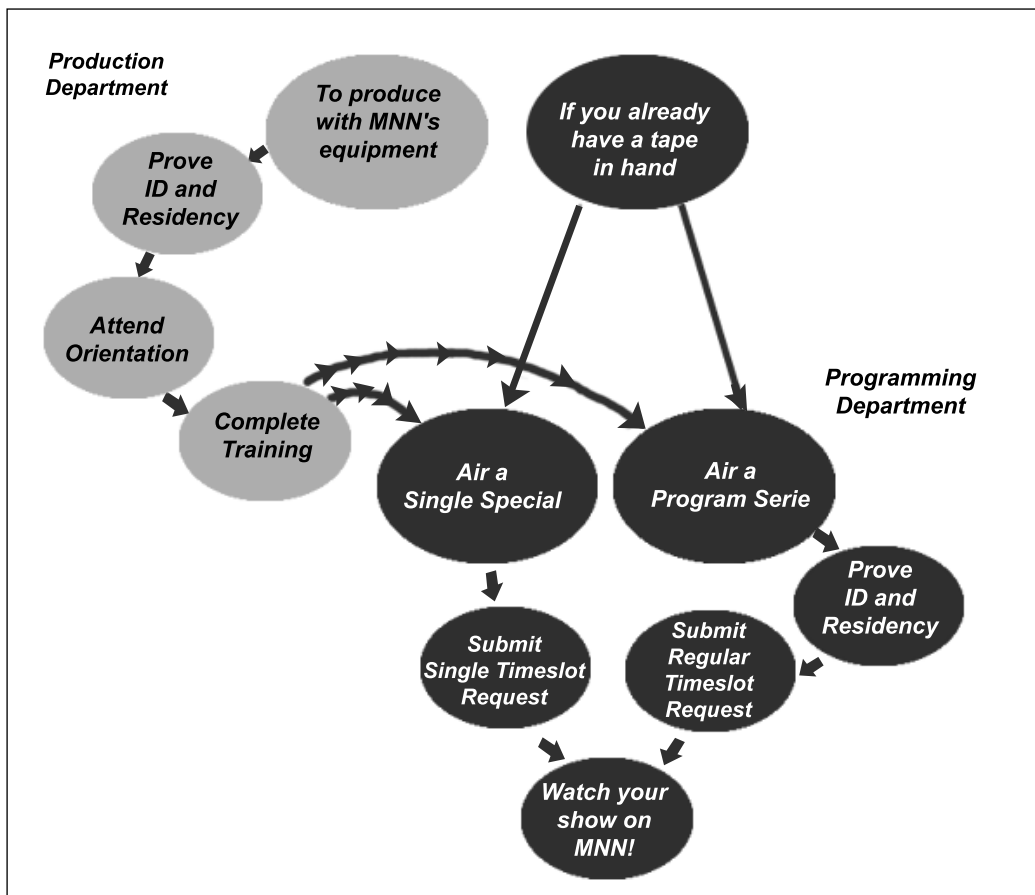 Production
Department
To produce
with MNN's
equipment
If you already
have a tape
in hand
Prove
ID and
Residency
Attend
Orientation
Complete
Training
Programming
Department
Air a
Single Special
Air a
Program Serie
Prove
ID and
Residency
Submit
Single Timeslot
Request
Submit
Regular
Timeslot
Request
Watch your
show on
MNN!